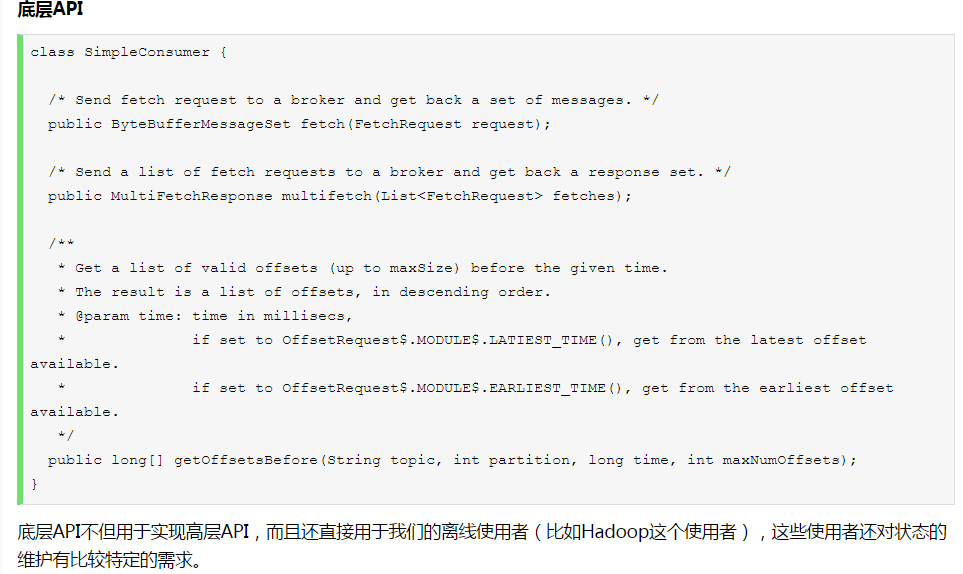 底层API
class SimpleConsumer {
/* Send fetch request to a broker and get back a set of messages. */
public ByteBufferMessageSet fetch(FetchRequest request);
/* Send a list of fetch requests to a broker and get back a response set. */
public MultiFetchResponse multifetch(List<FetchRequest> fetches);
/**
* Get a list of valid offsets (up to maxSize) before the given time.
* The result is a list of offsets, in descending order.
* @param time: time in millisecs,
* if set to OffsetRequest$.MODULE$.LATIEST_TIME(), get from the latest offset
available.
* if set to OffsetRequest$.MODULE$.EARLIEST_TIME(), get from the earliest offset
available.
*/
public long[] getOffsetsBefore(String topic, int partition, long time, int maxNumOffsets);
}
底层API不但用于实现高层API，而且还直接用于我们的离线使用者（比如Hadoop这个使用者），这些使用者还对状态的
维护有比较特定的需求。